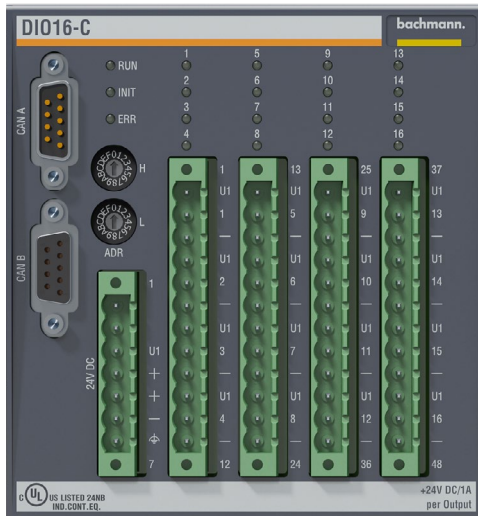 DIO16-C
bachmann.
1 5 9 13
RUN
2 6 10 14
INIT
3 7 11 15
ERR
4 8 12 16
CAN A
H
L
ADR
CAN B
1 13 25 37
U1 U1 U1 U1
1 5 9 13
— — — —
U1 U1 U1 U1
2 6 10 14
— — — —
U1 U1 U1 U1
3 7 11 15
— — — —
U1 U1 U1 U1
4 8 12 16
— — — —
12 24 36 48
24V DC
1
U1
+
+
—
7
C UL US LISTED 24NB
IND.CONT.EQ.
+24V DC/1A
per Output